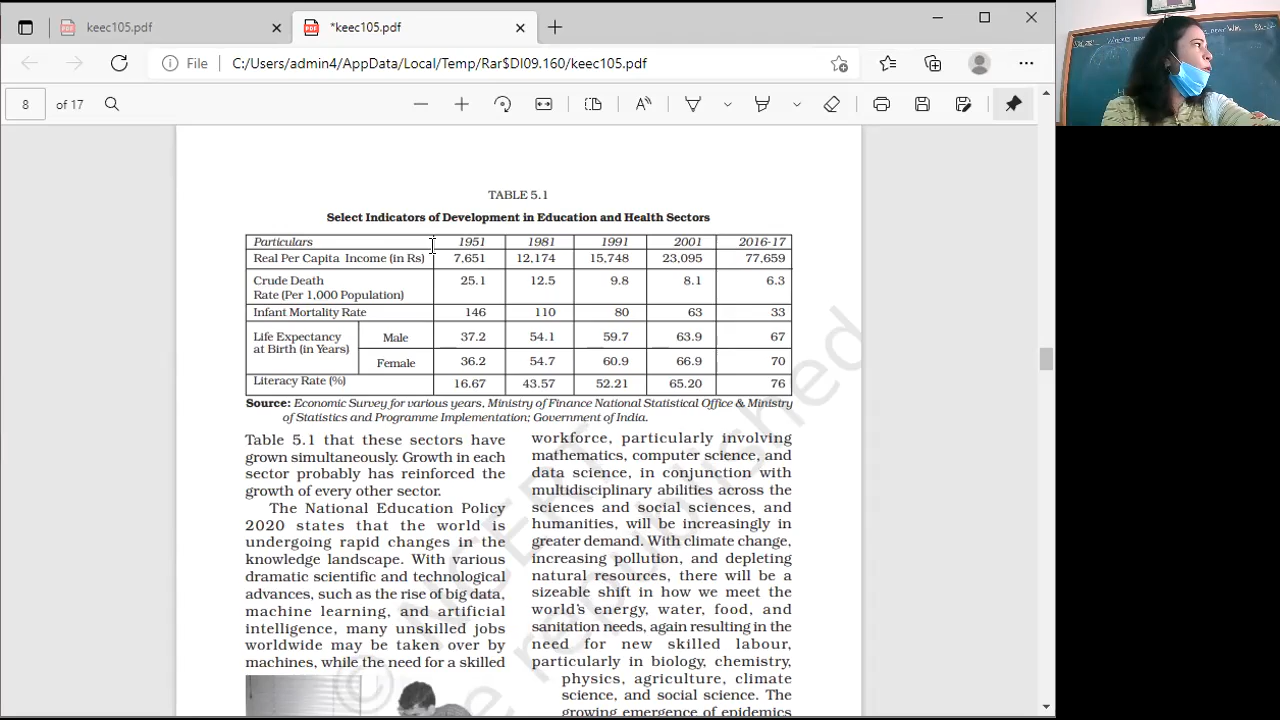 keec105.pdf
*keec105.pdf
File C:/Users/admin4/AppData/Local/Temp/Rar$DI09.160/keec105.pdf
8 of 17
TABLE 5.1
Select Indicators of Development in Education and Health Sectors
Particulars 1951 1981 1991 2001 2016-17
Real Per Capita Income (in Rs) 7,651 12,174 15,748 23,095 77,659
Crude Death
Rate (Per 1,000 Population) 25.1 12.5 9.8 8.1 6.3
Infant Mortality Rate 146 110 80 63 33
Life Expectancy
at Birth (in Years)
Male 37.2 54.1 59.7 63.9 67
Female 36.2 54.7 60.9 66.9 70
Literacy Rate (%) 16.67 43.57 52.21 65.20 76
Source: Economic Survey for various years, Ministry of Finance National Statistical Office & Ministry
of Statistics and Programme Implementation; Government of India.
Table 5.1 that these sectors have
grown simultaneously. Growth in each
sector probably has reinforced the
growth of every other sector.
The National Education Policy
2020 states that the world is
undergoing rapid changes in the
knowledge landscape. With various
dramatic scientific and technological
advances, such as the rise of big data,
machine learning, and artificial
intelligence, many unskilled jobs
worldwide may be taken over by
machines, while the need for a skilled
workforce, particularly involving
mathematics, computer science, and
data science, in conjunction with
multidisciplinary abilities across the
sciences and social sciences, and
humanities, will be increasingly in
greater demand. With climate change,
increasing pollution, and depleting
natural resources, there will be a
sizeable shift in how we meet the
world's energy, water, food, and
sanitation needs, again resulting in the
need for new skilled labour,
particularly in biology, chemistry,
physics, agriculture, climate
science, and social science. The
growing emergence of epidemics
© NCERT
be republished